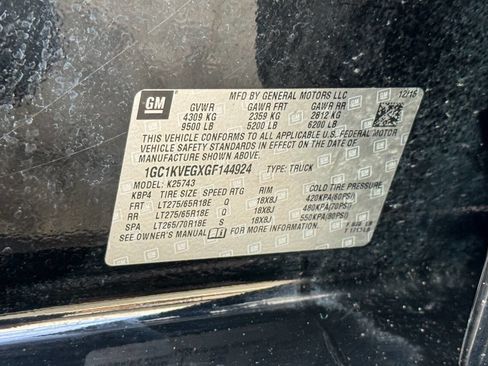 GM
MFD BY GENERAL MOTORS LLC 12/15
GVWR GAWR FRT GAWR RR
4309 KG 2359 KG 2812 KG
9500 LB 5200 LB 6200 LB
THIS VEHICLE CONFORMS TO ALL APPLICABLE U.S. FEDERAL MOTOR
VEHICLE SAFETY STANDARDS IN EFFECT ON THE DATE OF
MANUFACTURE SHOWN ABOVE.
1GC1KVEGXGF144924 TYPE: TRUCK
MODEL: K25743
KBP4 TIRE SIZE SPEED RTG RIM COLD TIRE PRESSURE
FRT LT275/65R18E Q 18X8J 420KPA(60PSI)
RR LT275/65R18E Q 18X8J 480KPA(70PSI)
SPA LT265/70R18E S 18X8J 550KPA(80PSI)
SEE OWNER'S MANUAL FOR MORE INFORMATION.